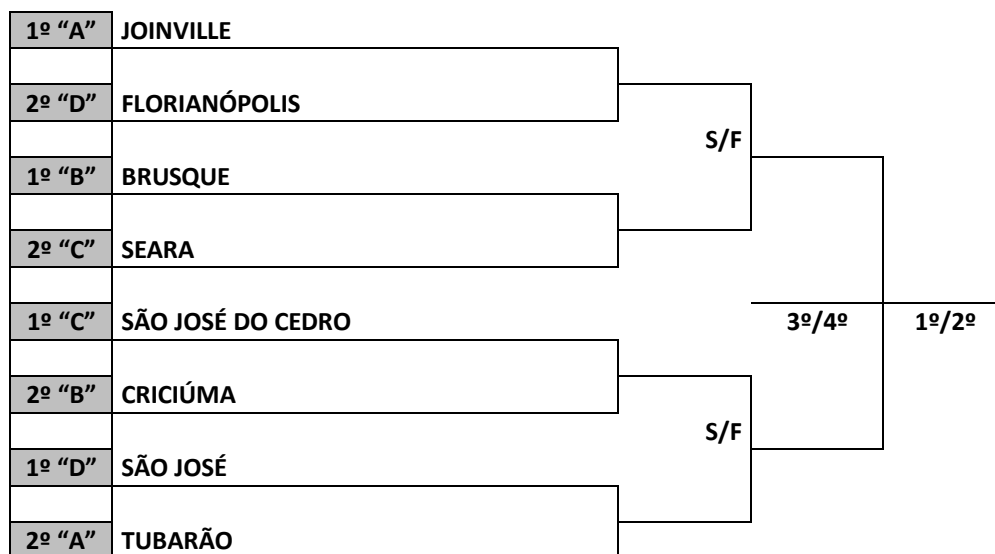 1º “A” JOINVILLE
2º “D” FLORIANÓPOLIS
S/F
1º “B” BRUSQUE
2º “C” SEARA
1º “C” SÃO JOSÉ DO CEDRO
3º/4º 1º/2º
2º “B” CRICIÚMA
S/F
1º “D” SÃO JOSÉ
2º “A” TUBARÃO